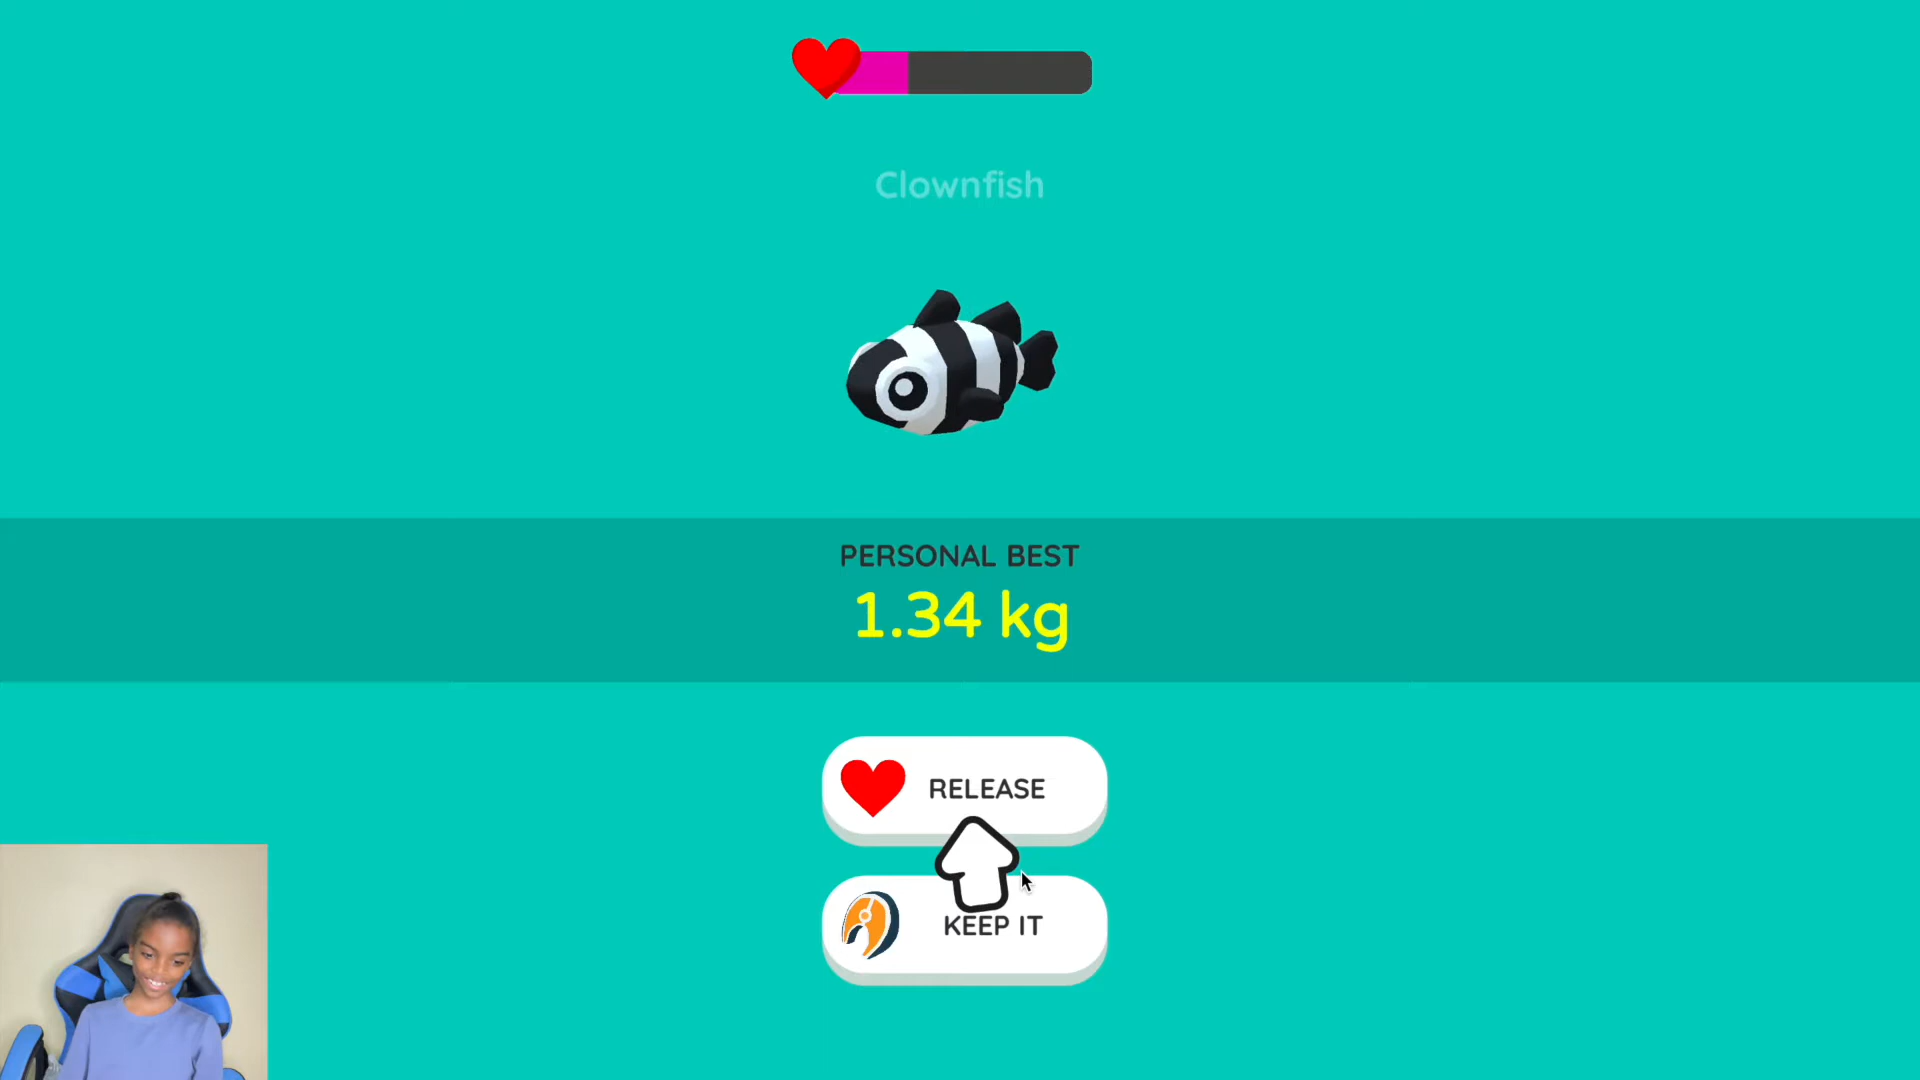 Clownfish
PERSONAL BEST
1.34 kg
RELEASE
KEEP IT